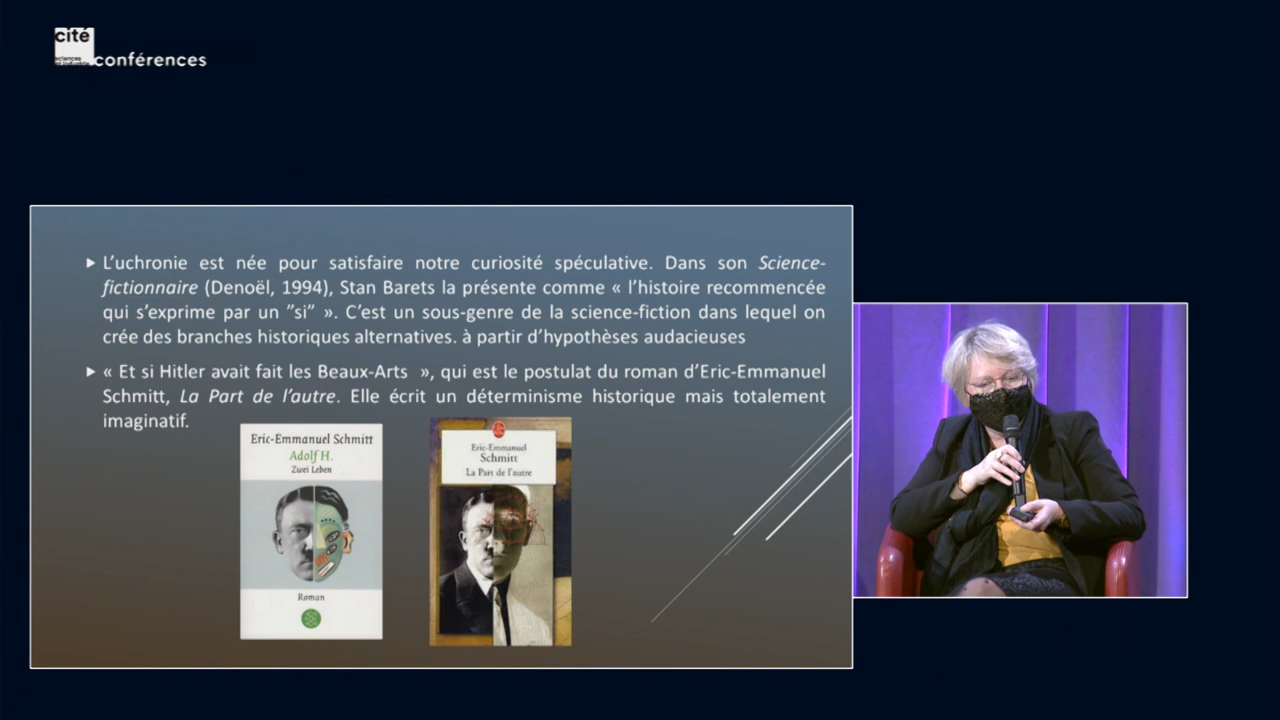 cité
sciences
et industrie
conférences
L’uchronie est née pour satisfaire notre curiosité spéculative. Dans son Science-
fictionnaire (Denoël, 1994), Stan Barets la présente comme « l’histoire recommencée
qui s’exprime par un ”si” ». C’est un sous-genre de la science-fiction dans lequel on
crée des branches historiques alternatives. à partir d’hypothèses audacieuses
« Et si Hitler avait fait les Beaux-Arts », qui est le postulat du roman d’Eric-Emmanuel
Schmitt, La Part de l’autre. Elle écrit un déterminisme historique mais totalement
imaginatif.
Eric-Emmanuel Schmitt
Adolf H.
Zwei Leben
Roman
Eric-Emmanuel
Schmitt
La Part de l'autre